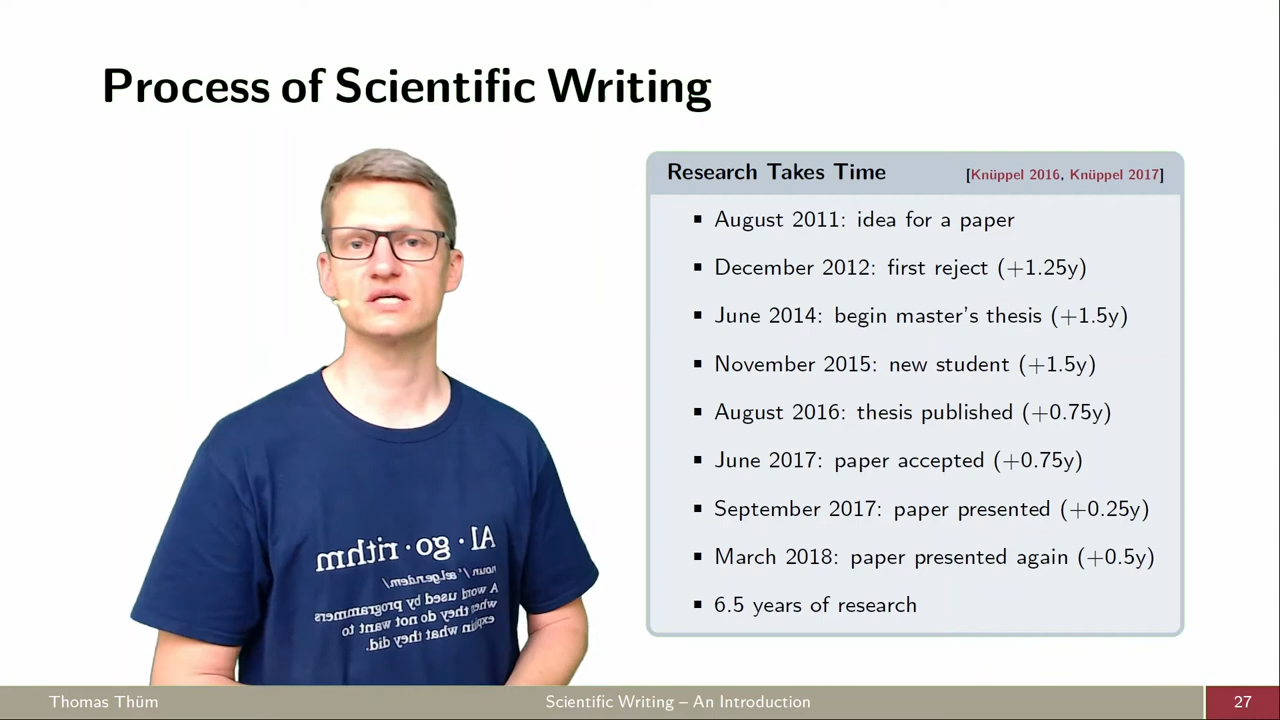 Process of Scientific Writing
Research Takes Time [Knüppel 2016, Knüppel 2017]
▪ August 2011: idea for a paper
▪ December 2012: first reject (+1.25y)
▪ June 2014: begin master's thesis (+1.5y)
▪ November 2015: new student (+1.5y)
▪ August 2016: thesis published (+0.75y)
▪ June 2017: paper accepted (+0.75y)
▪ September 2017: paper presented (+0.25y)
▪ March 2018: paper presented again (+0.5y)
▪ 6.5 years of research
Al·go·rithm
noun /'ælgerıdem/
A word used by programmers
when they do not want to
explain what they did.
Thomas Thüm Scientific Writing – An Introduction 27